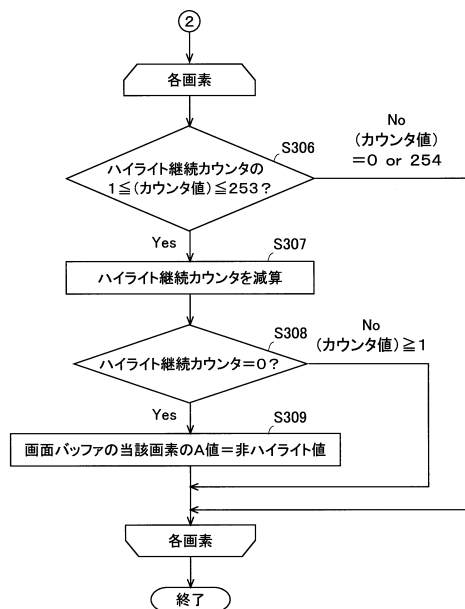 2
各画素
S306
ハイライト継続カウンタの
1≦(カウンタ値)≦253?
No
(カウンタ値)
=0 or 254
Yes
S307
ハイライト継続カウンタを減算
S308
ハイライト継続カウンタ=0?
No
(カウンタ値)≧1
Yes
S309
画面バッファの当該画素のA値=非ハイライト値
各画素
終了